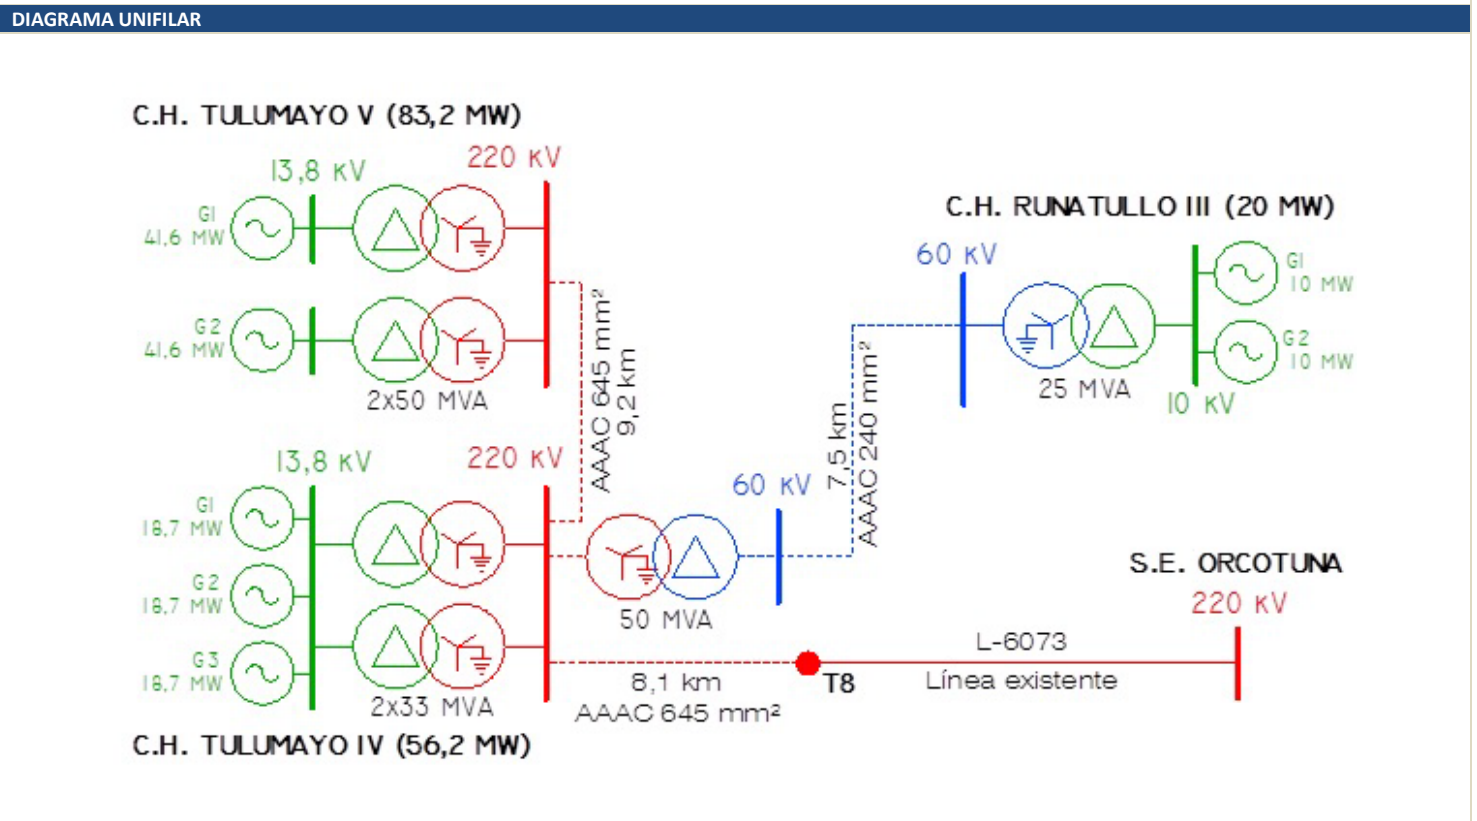 DIAGRAMA UNIFILAR
C.H. TULUMAYO V (83,2 MW)
13,8 kV
220 kV
G1
41,6 MW
G2
41,6 MW
2x50 MVA
AAAC 645 mm²
9,2 km
C.H. RUNATULLO III (20 MW)
60 kV
G1
10 MW
G2
10 MW
25 MVA
10 kV
7,5 km
AAAC 240 mm²
13,8 kV
220 kV
60 kV
G1
18,7 MW
G2
18,7 MW
G3
18,7 MW
2x33 MVA
50 MVA
S.E. ORCOTUNA
220 kV
L-6073
Línea existente
T8
8,1 km
AAAC 645 mm²
C.H. TULUMAYO IV (56,2 MW)